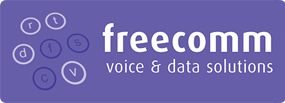 r t
d f s
c v
freecomm
voice & data solutions